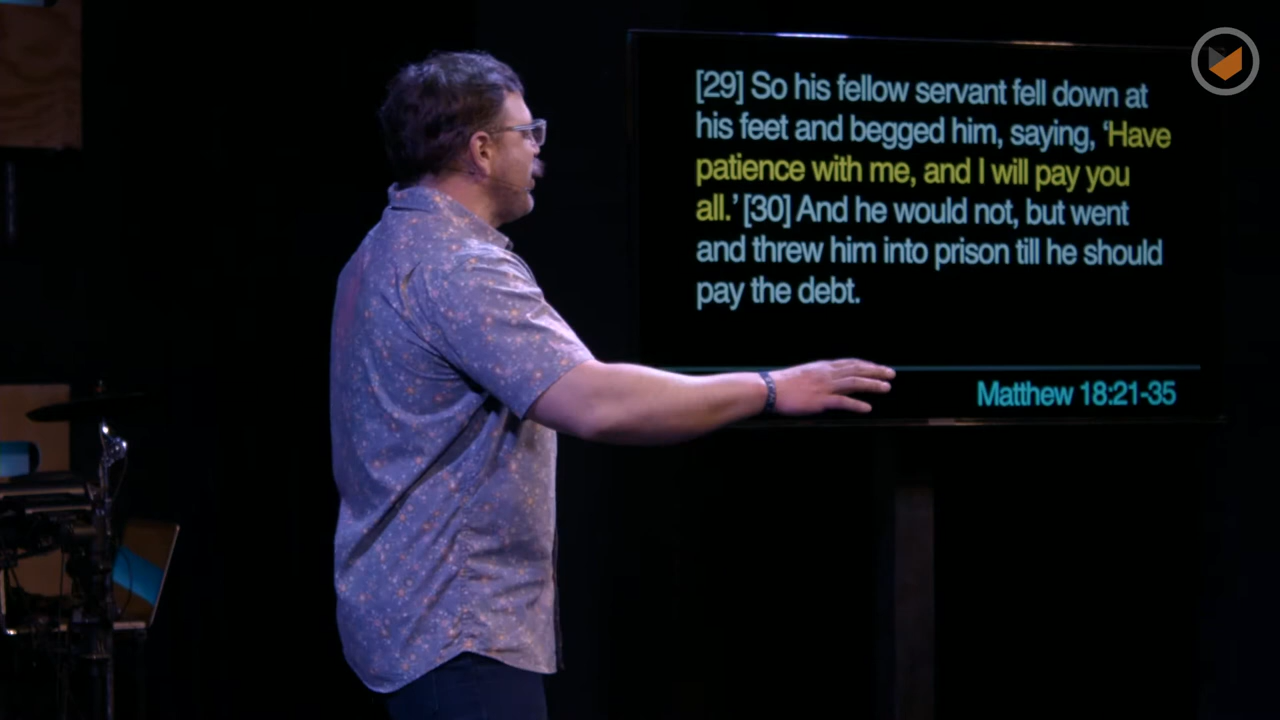 [29] So his fellow servant fell down at
his feet and begged him, saying, ‘Have
patience with me, and I will pay you
all.’ [30] And he would not, but went
and threw him into prison till he should
pay the debt.
Matthew 18:21-35